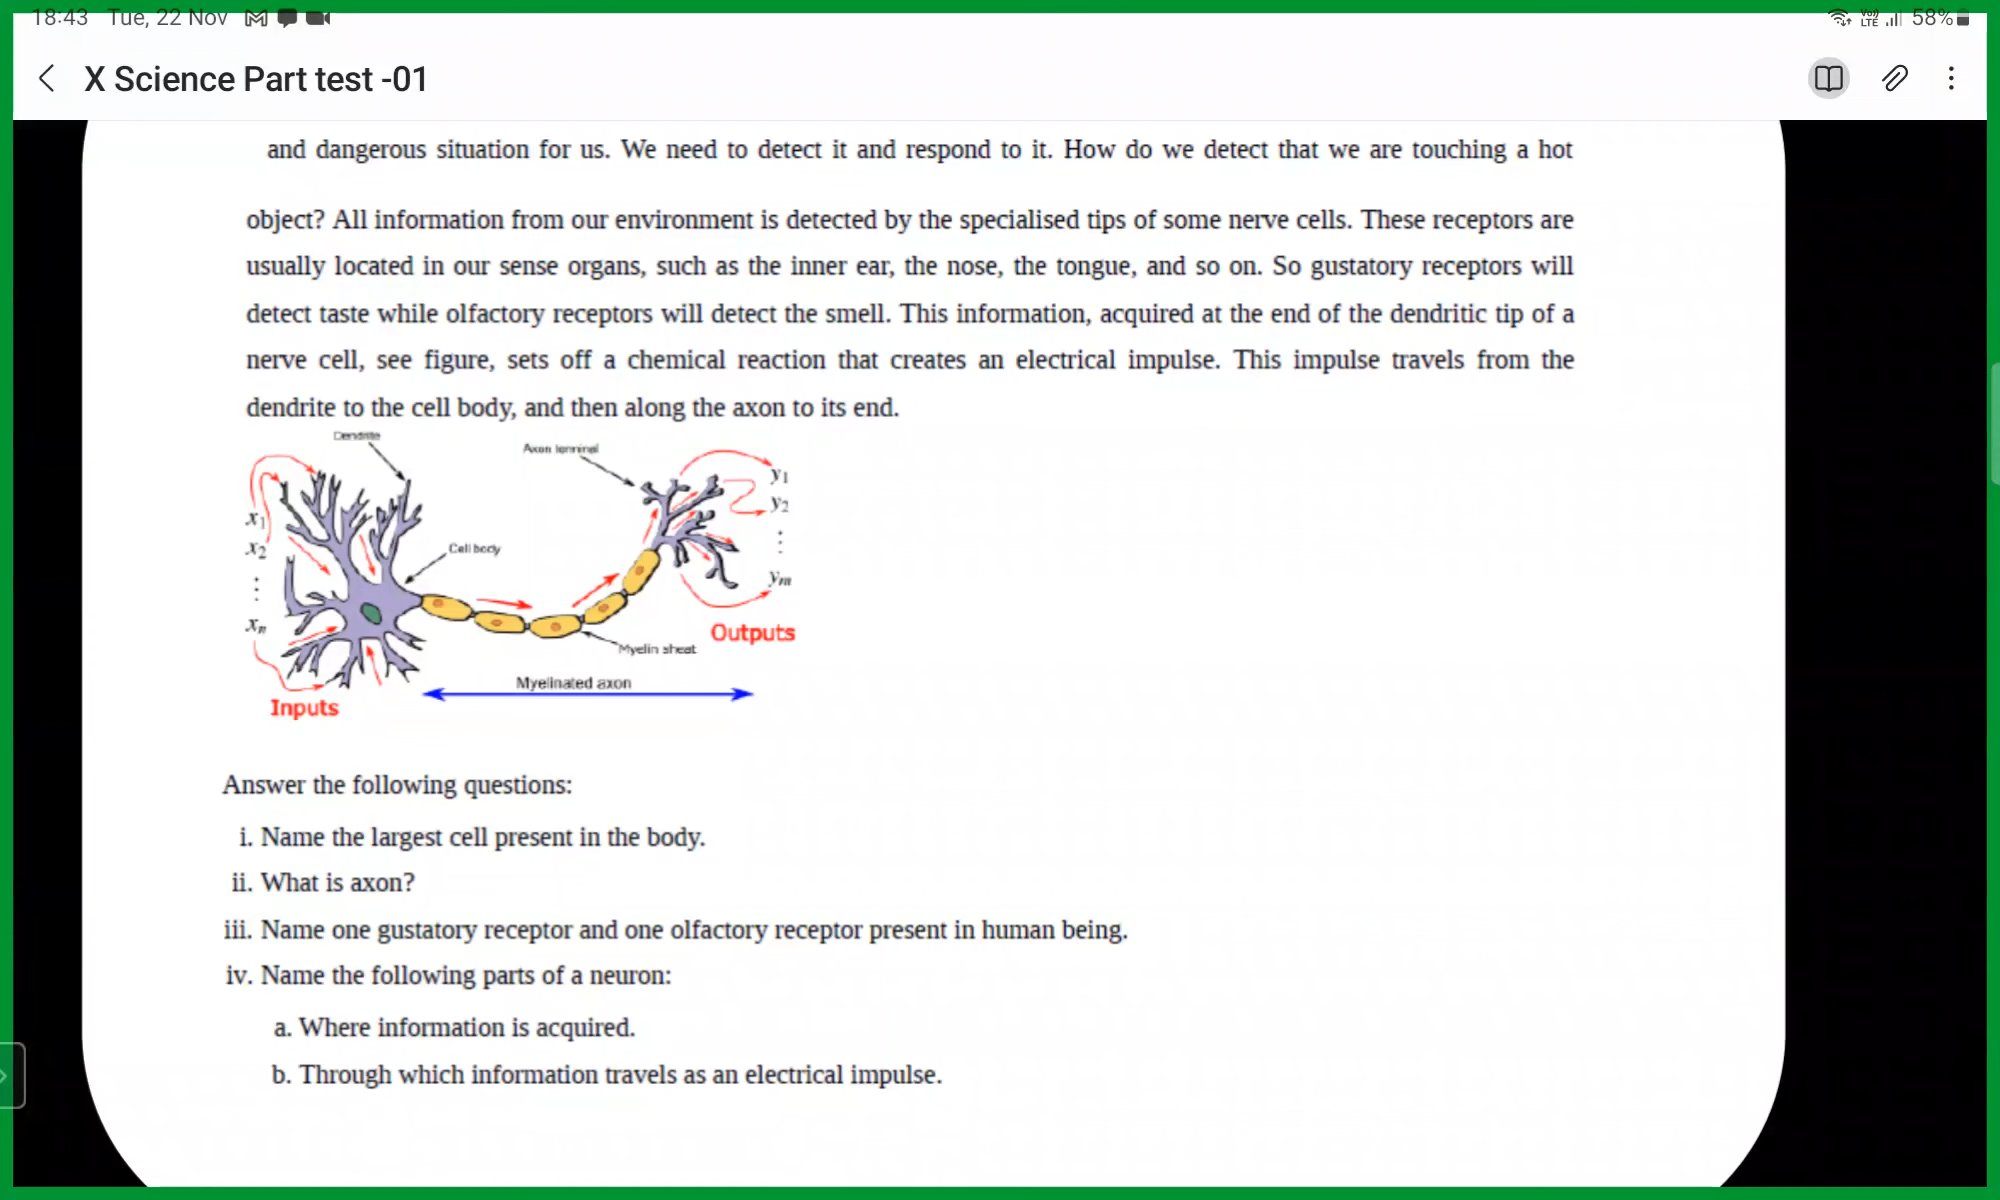 18:43 Tue, 22 Nov
Vo)) LTE 58%
X Science Part test -01
and dangerous situation for us. We need to detect it and respond to it. How do we detect that we are touching a hot
object? All information from our environment is detected by the specialised tips of some nerve cells. These receptors are
usually located in our sense organs, such as the inner ear, the nose, the tongue, and so on. So gustatory receptors will
detect taste while olfactory receptors will detect the smell. This information, acquired at the end of the dendritic tip of a
nerve cell, see figure, sets off a chemical reaction that creates an electrical impulse. This impulse travels from the
dendrite to the cell body, and then along the axon to its end.
Dendrite
Axon terminal
y1
y2
⋮
ym
x1
x2
⋮
xn
Cell body
Outputs
Myelin sheat
Myelinated axon
Inputs
Answer the following questions:
i. Name the largest cell present in the body.
ii. What is axon?
iii. Name one gustatory receptor and one olfactory receptor present in human being.
iv. Name the following parts of a neuron:
a. Where information is acquired.
b. Through which information travels as an electrical impulse.